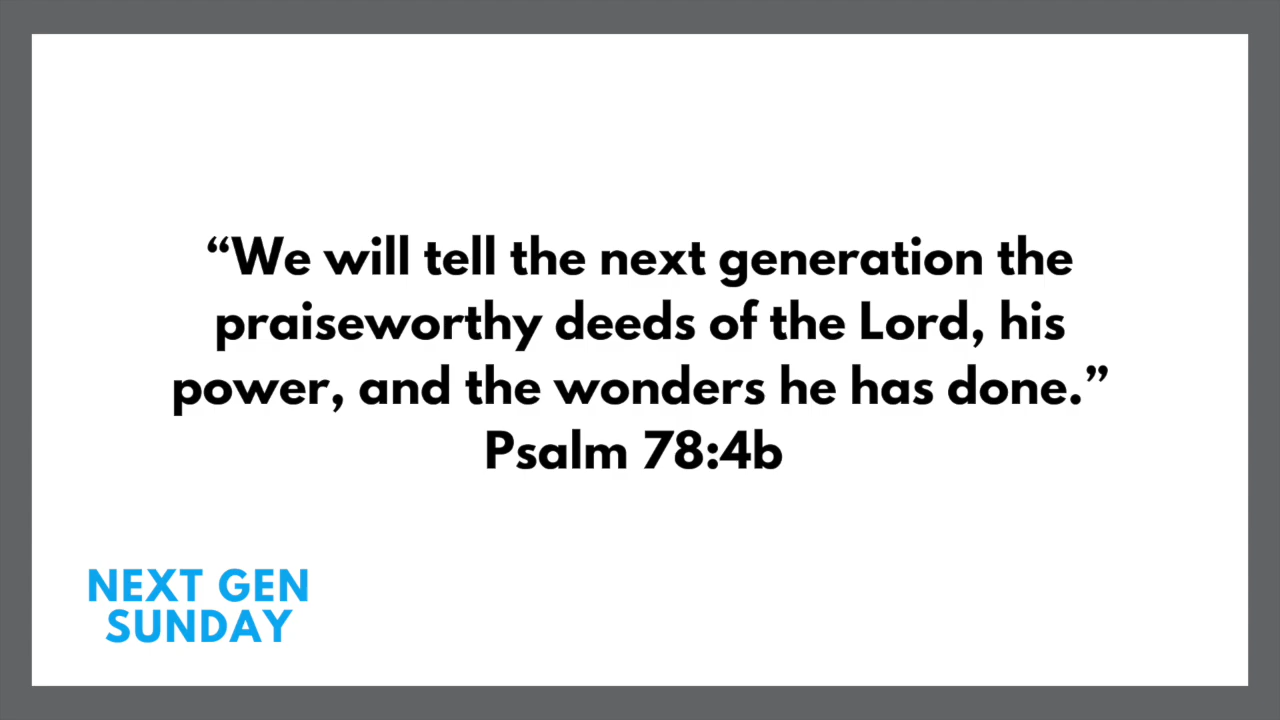 “We will tell the next generation the
praiseworthy deeds of the Lord, his
power, and the wonders he has done.”
Psalm 78:4b
NEXT GEN
SUNDAY